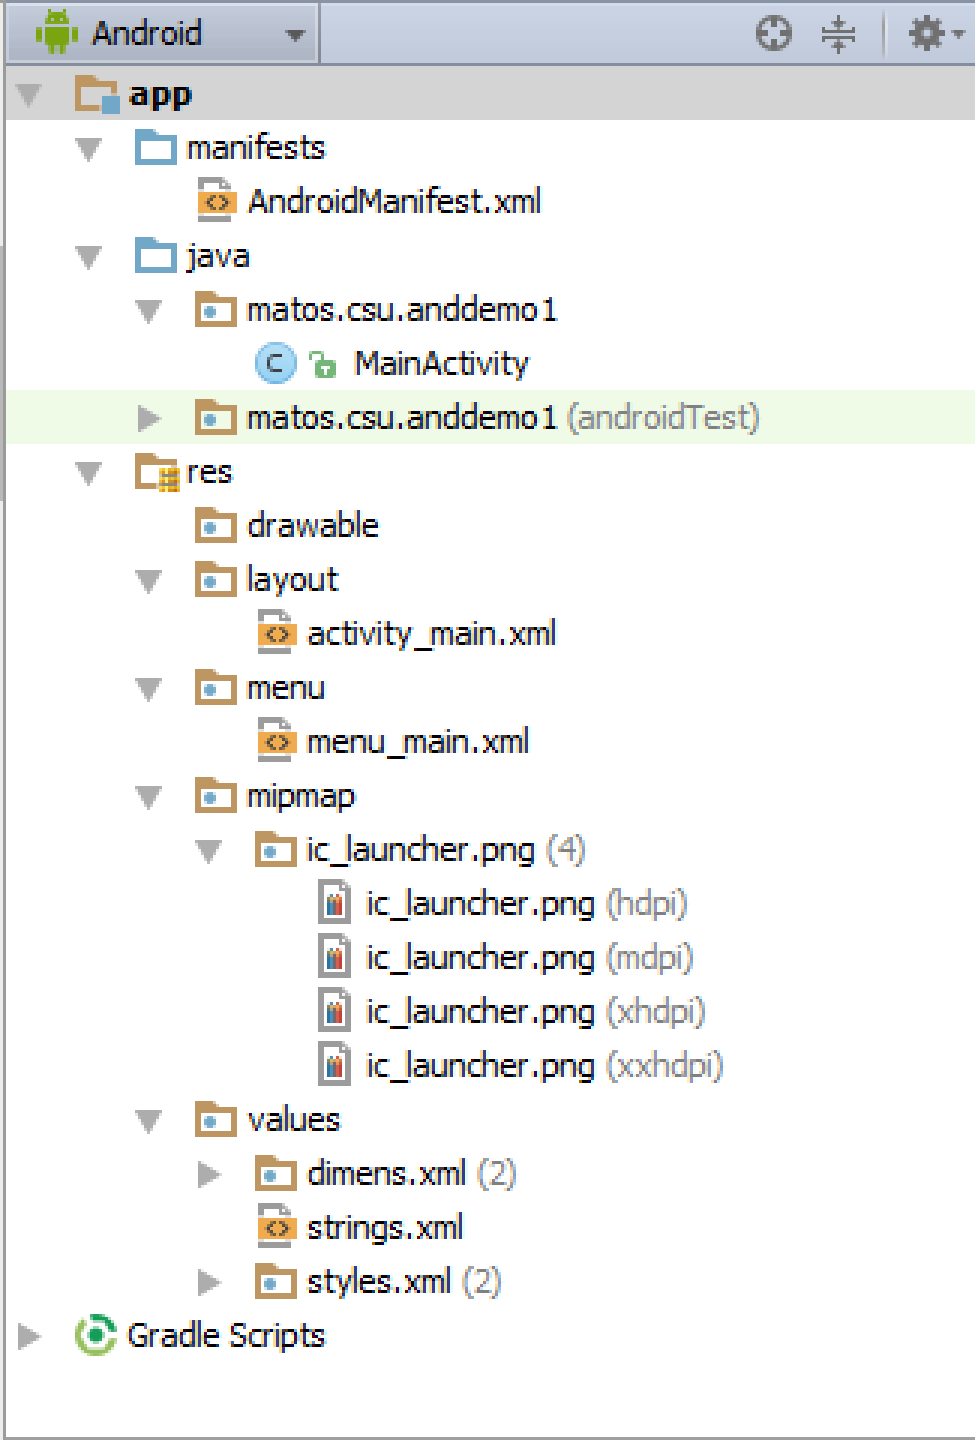 Android
app
manifests
AndroidManifest.xml
java
matos.csu.anddemo1
C MainActivity
matos.csu.anddemo1 (androidTest)
res
drawable
layout
activity_main.xml
menu
menu_main.xml
mipmap
ic_launcher.png (4)
ic_launcher.png (hdpi)
ic_launcher.png (mdpi)
ic_launcher.png (xhdpi)
ic_launcher.png (xxhdpi)
values
dimens.xml (2)
strings.xml
styles.xml (2)
Gradle Scripts